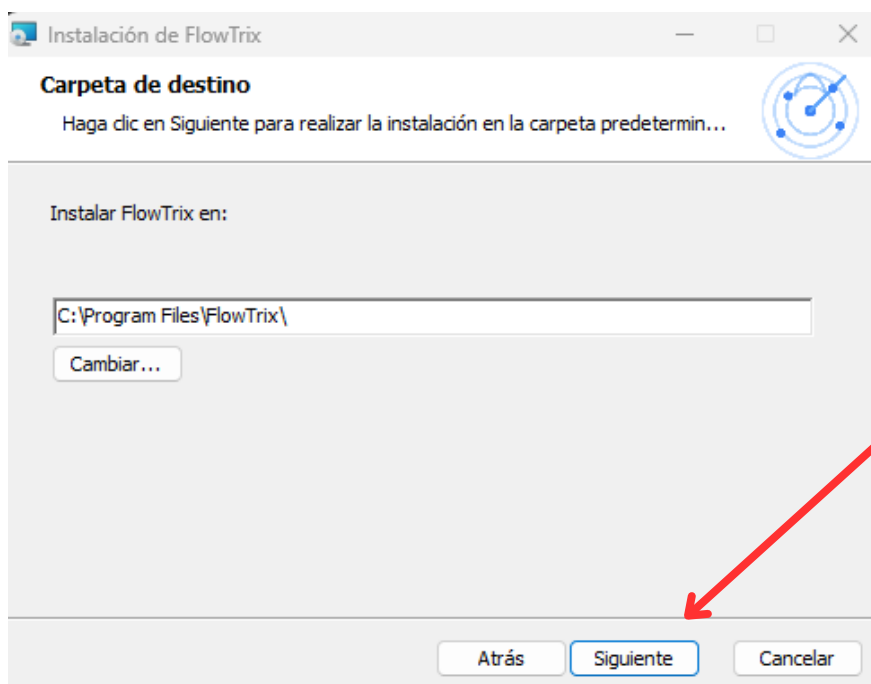 Instalación de FlowTrix
Carpeta de destino
Haga clic en Siguiente para realizar la instalación en la carpeta predetermin...
Instalar FlowTrix en:
C:\Program Files\FlowTrix\
Cambiar...
Atrás Siguiente Cancelar